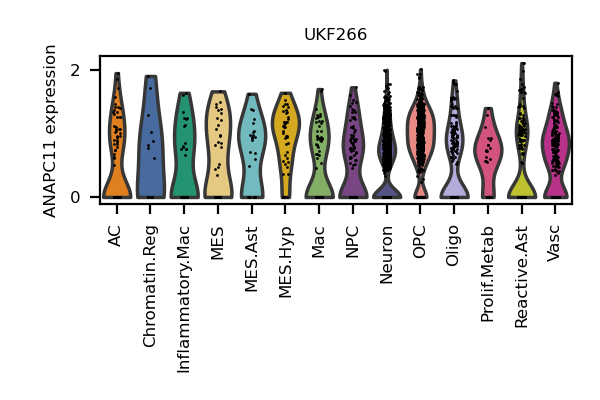 UKF266
ANAPC11 expression
2
0
AC
Chromatin.Reg
Inflammatory.Mac
MES
MES.Ast
MES.Hyp
Mac
NPC
Neuron
OPC
Oligo
Prolif.Metab
Reactive.Ast
Vasc